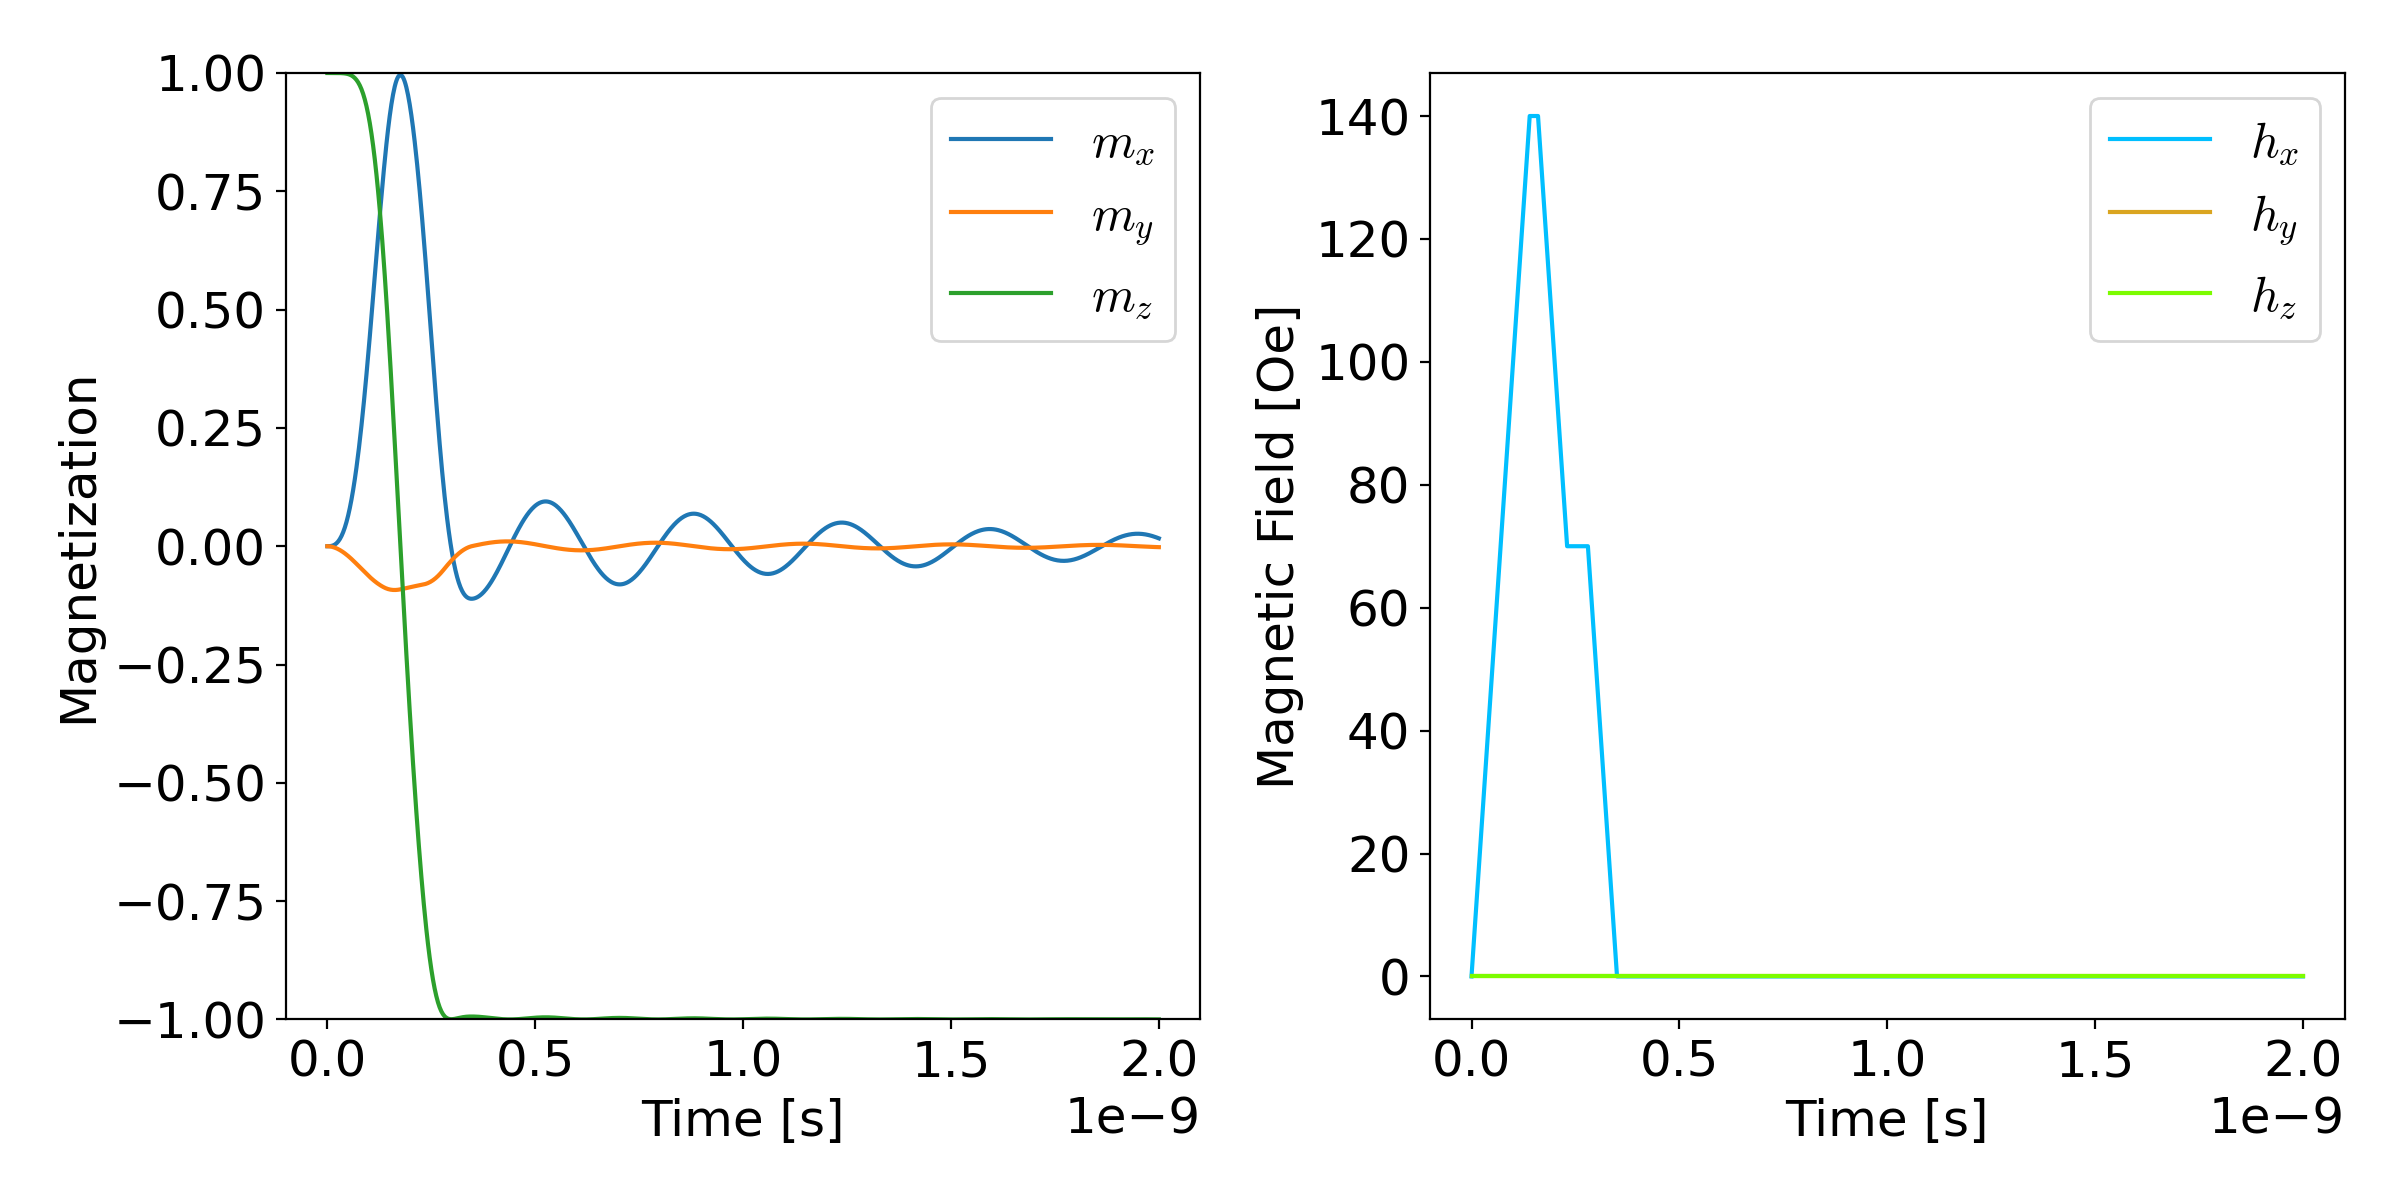 1.00
0.75
0.50
0.25
0.00
−0.25
−0.50
−0.75
−1.00
Magnetization
0.0 0.5 1.0 1.5 2.0
Time [s]
1e−9
m_x
m_y
m_z
140
120
100
80
60
40
20
0
Magnetic Field [Oe]
0.0 0.5 1.0 1.5 2.0
Time [s]
1e−9
h_x
h_y
h_z